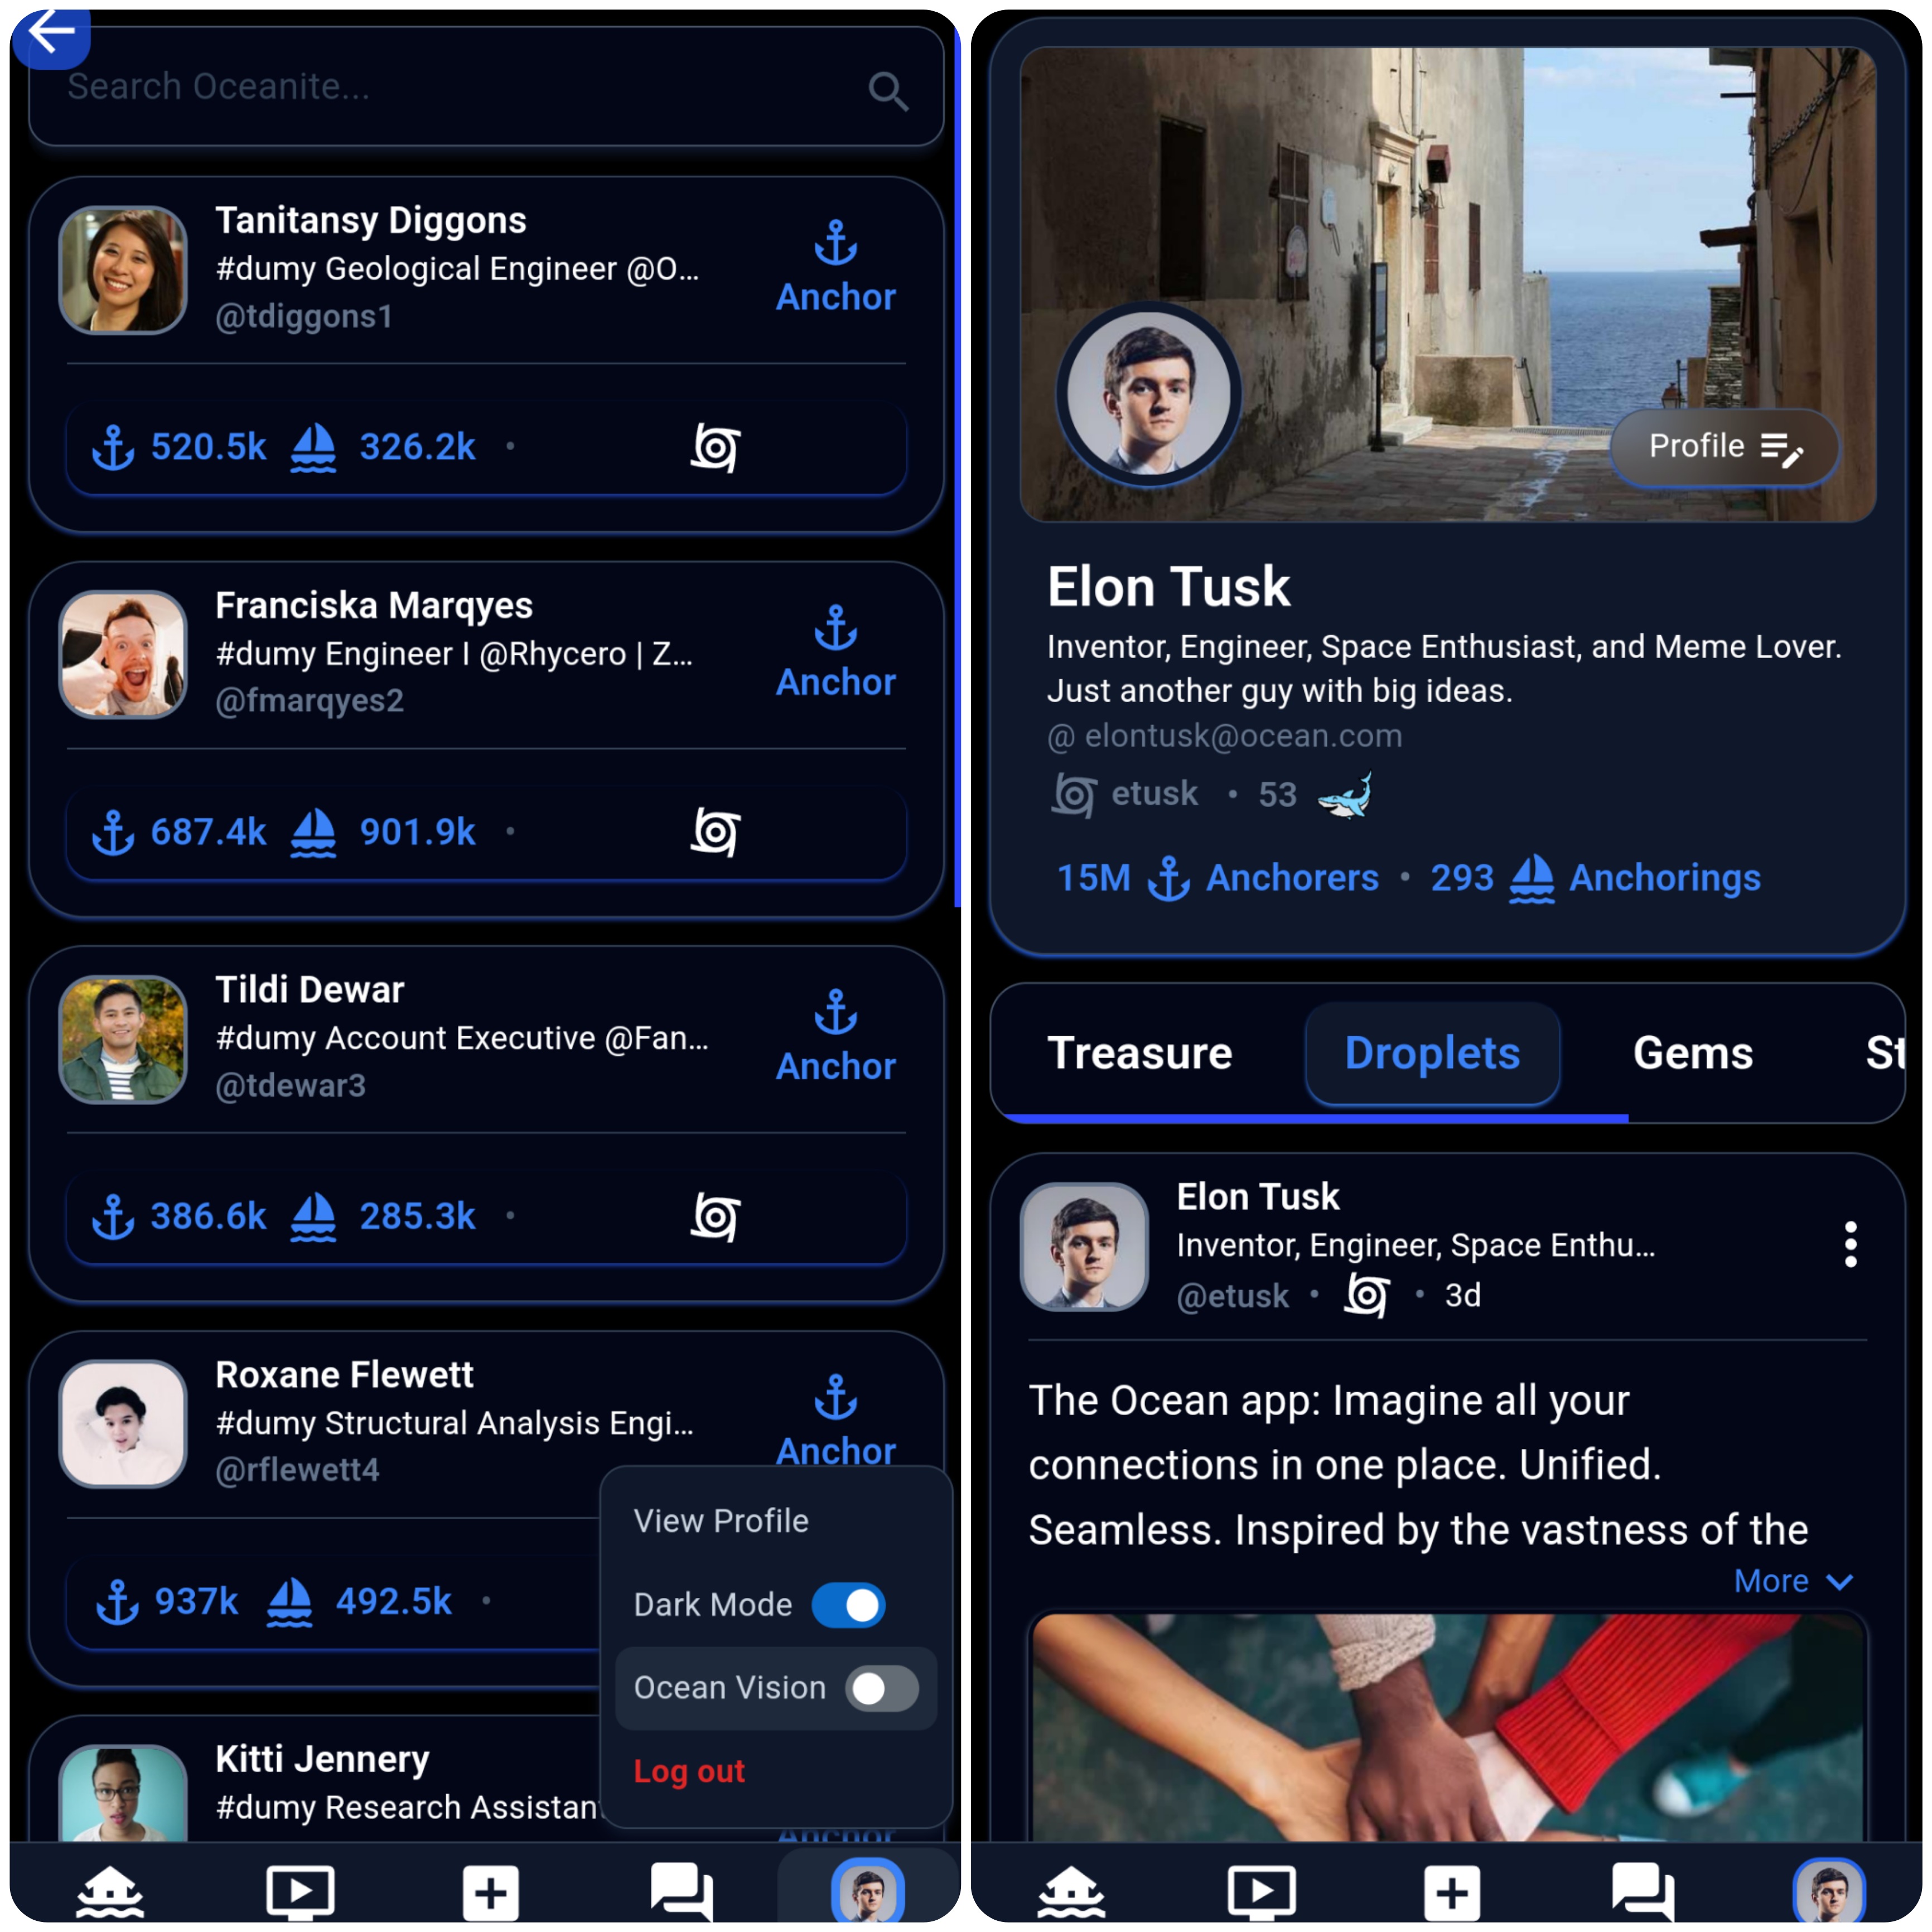 Search Oceanite...
Tanitansy Diggons
#dumy Geological Engineer @O...
@tdiggons1
Anchor
520.5k 326.2k •
Franciska Marqyes
#dumy Engineer I @Rhycero | Z...
@fmarqyes2
Anchor
687.4k 901.9k •
Tildi Dewar
#dumy Account Executive @Fan...
@tdewar3
Anchor
386.6k 285.3k •
Roxane Flewett
#dumy Structural Analysis Engi...
@rflewett4
Anchor
937k 492.5k •
Kitti Jennery
#dumy Research Assistant
Anchor
View Profile
Dark Mode
Ocean Vision
Log out
Profile
Elon Tusk
Inventor, Engineer, Space Enthusiast, and Meme Lover.
Just another guy with big ideas.
@ elontusk@ocean.com
etusk • 53
15M Anchorers • 293 Anchorings
Treasure Droplets Gems St
Elon Tusk
Inventor, Engineer, Space Enthu...
@etusk • • 3d
The Ocean app: Imagine all your
connections in one place. Unified.
Seamless. Inspired by the vastness of the
More